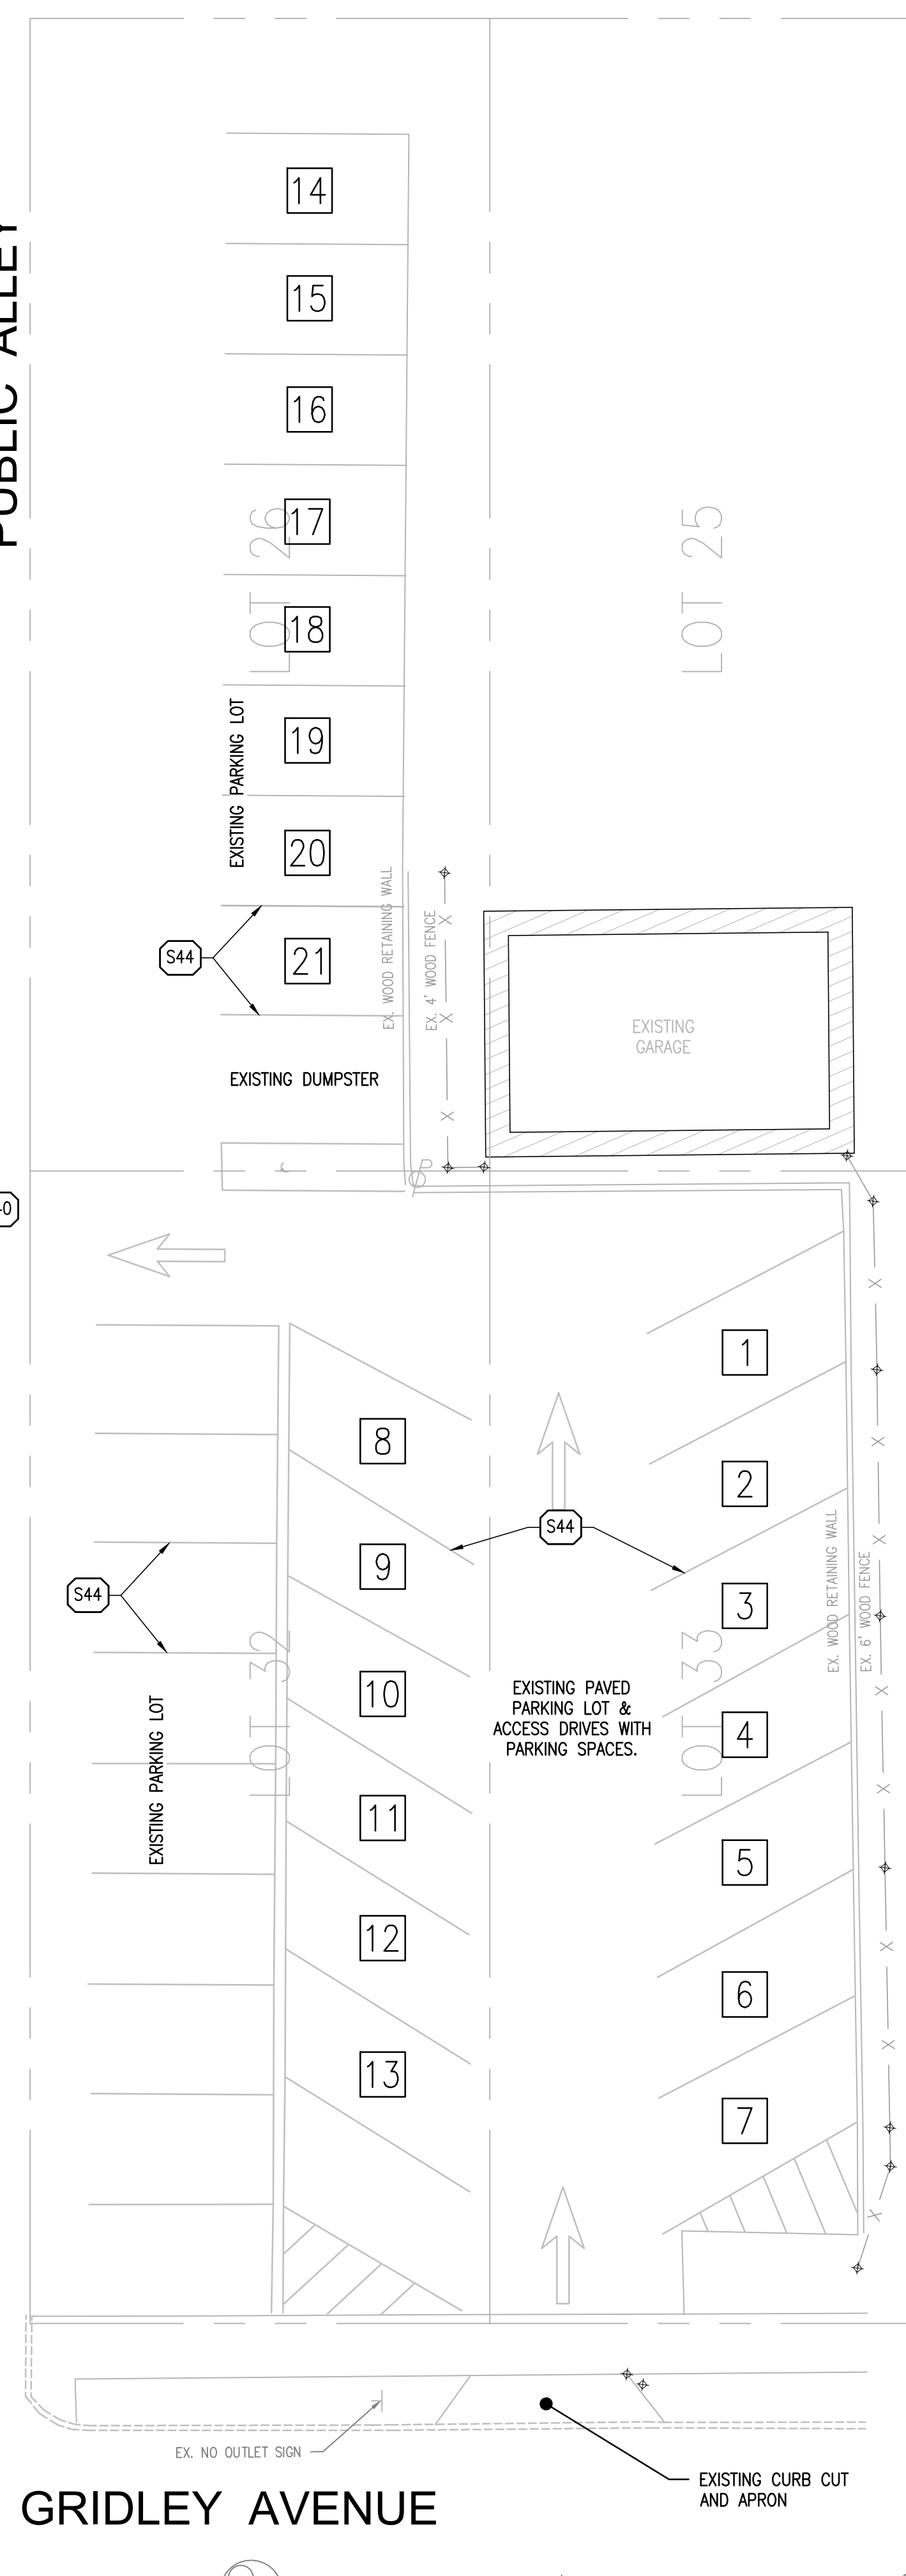 PUBLIC ALLEY
14
15
16
17
LOT 26
LOT 25
18
EXISTING PARKING LOT
19
20
EX. WOOD RETAINING WALL
EX. 4' WOOD FENCE
X
S44
21
X
EXISTING
GARAGE
EXISTING DUMPSTER
X
1
X
8
X
2
S44
X
9
S44
3
EX. WOOD RETAINING WALL
EX. 6' WOOD FENCE
LOT 32
LOT 33
10
EXISTING PAVED
PARKING LOT &
ACCESS DRIVES WITH
PARKING SPACES.
X
4
EXISTING PARKING LOT
X
11
5
12
X
6
X
13
7
X
EX. NO OUTLET SIGN
EXISTING CURB CUT
AND APRON
GRIDLEY AVENUE